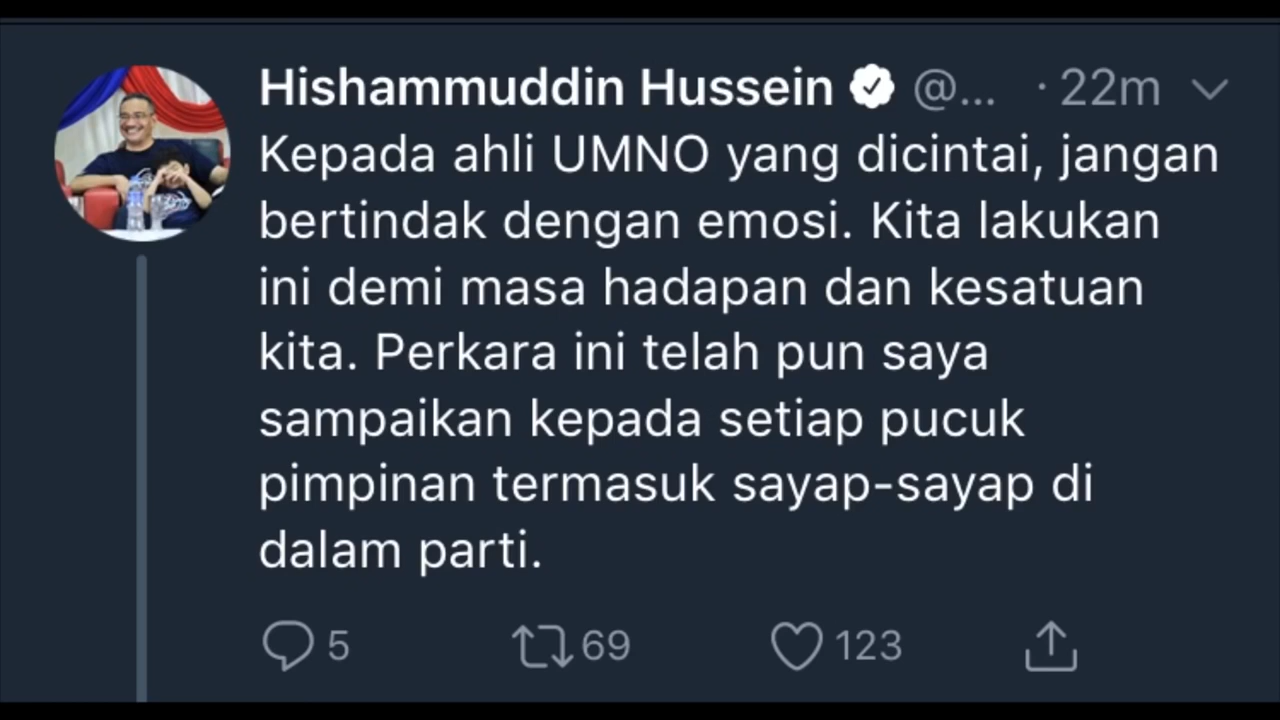 Hishammuddin Hussein @... · 22m
Kepada ahli UMNO yang dicintai, jangan
bertindak dengan emosi. Kita lakukan
ini demi masa hadapan dan kesatuan
kita. Perkara ini telah pun saya
sampaikan kepada setiap pucuk
pimpinan termasuk sayap-sayap di
dalam parti.
5 69 123